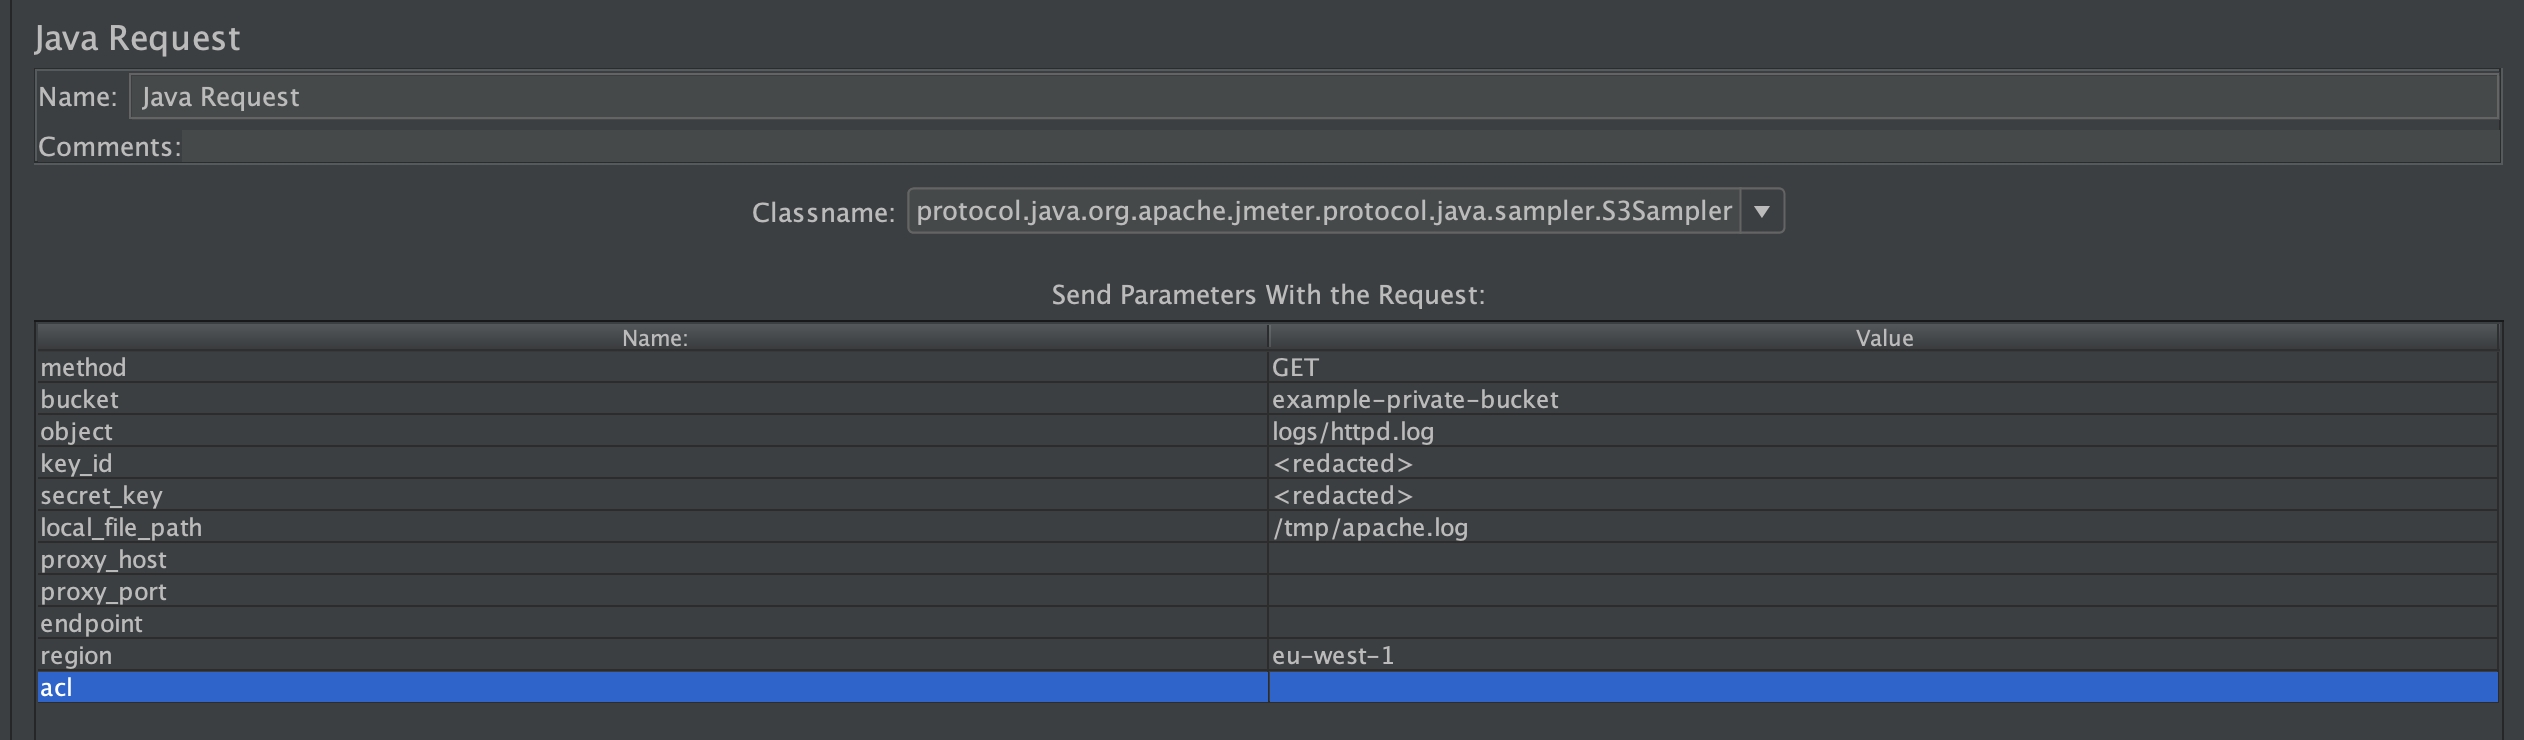 Java Request
Name: Java Request
Comments:
Classname: protocol.java.org.apache.jmeter.protocol.java.sampler.S3Sampler
Send Parameters With the Request:
Name: Value
method GET
bucket example-private-bucket
object logs/httpd.log
key_id <redacted>
secret_key <redacted>
local_file_path /tmp/apache.log
proxy_host
proxy_port
endpoint
region eu-west-1
acl